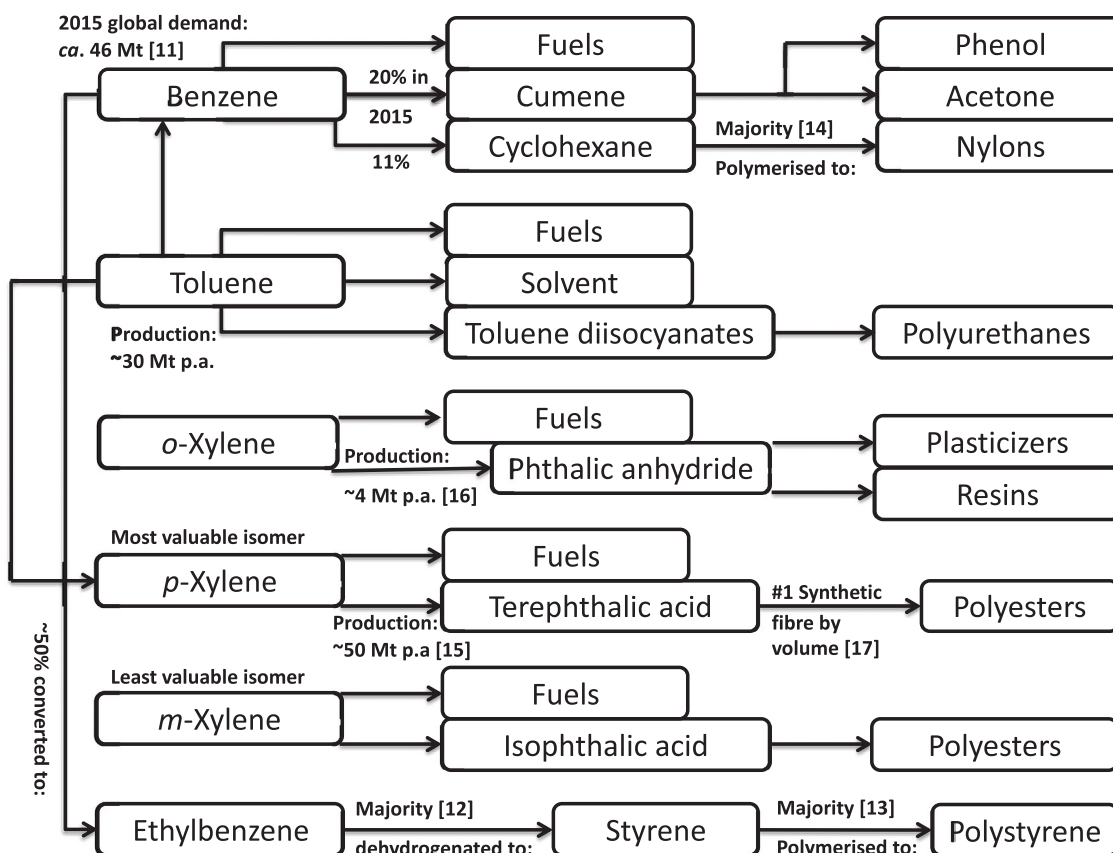 2015 global demand:
ca. 46 Mt [11]
Benzene
20% in
2015
11%
Fuels
Cumene
Cyclohexane
Majority [14]
Polymerised to:
Phenol
Acetone
Nylons
Toluene
Production:
~30 Mt p.a.
Fuels
Solvent
Toluene diisocyanates
Polyurethanes
o-Xylene
Production:
~4 Mt p.a. [16]
Fuels
Phthalic anhydride
Plasticizers
Resins
Most valuable isomer
p-Xylene
Production:
~50 Mt p.a [15]
Fuels
Terephthalic acid
#1 Synthetic
fibre by
volume [17]
Polyesters
Least valuable isomer
m-Xylene
Fuels
Isophthalic acid
Polyesters
~50% converted to:
Ethylbenzene
Majority [12]
dehydrogenated to:
Styrene
Majority [13]
Polymerised to:
Polystyrene